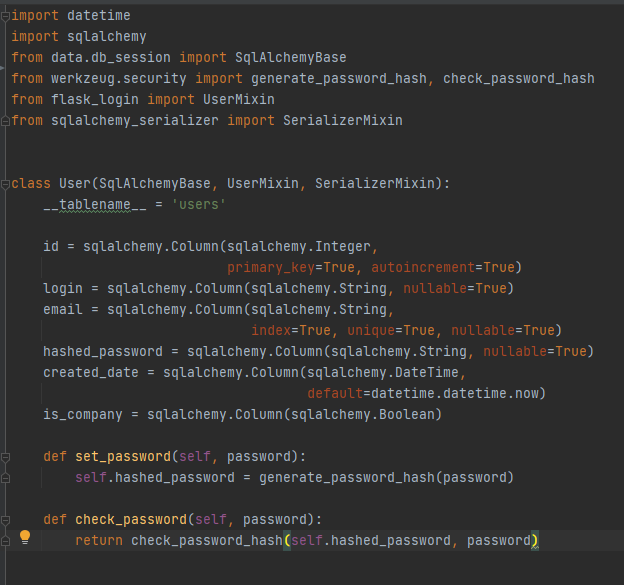 import datetime
import sqlalchemy
from data.db_session import SqlAlchemyBase
from werkzeug.security import generate_password_hash, check_password_hash
from flask_login import UserMixin
from sqlalchemy_serializer import SerializerMixin
class User(SqlAlchemyBase, UserMixin, SerializerMixin):
    __tablename__ = 'users'
    id = sqlalchemy.Column(sqlalchemy.Integer,
                           primary_key=True, autoincrement=True)
    login = sqlalchemy.Column(sqlalchemy.String, nullable=True)
    email = sqlalchemy.Column(sqlalchemy.String,
                              index=True, unique=True, nullable=True)
    hashed_password = sqlalchemy.Column(sqlalchemy.String, nullable=True)
    created_date = sqlalchemy.Column(sqlalchemy.DateTime,
                                     default=datetime.datetime.now)
    is_company = sqlalchemy.Column(sqlalchemy.Boolean)
    def set_password(self, password):
        self.hashed_password = generate_password_hash(password)
    def check_password(self, password):
        return check_password_hash(self.hashed_password, password)